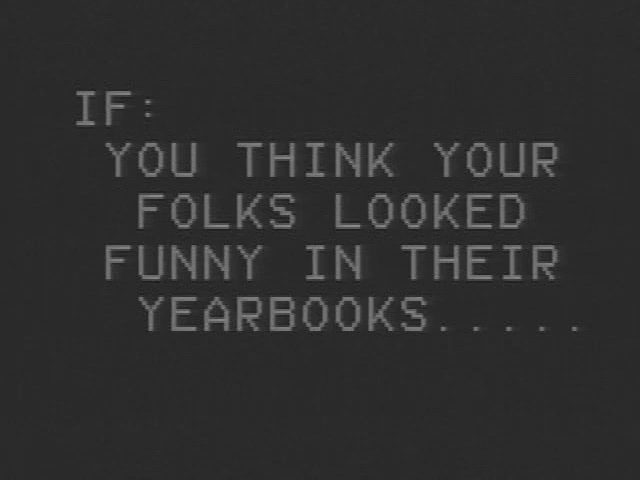 IF:
YOU THINK YOUR
FOLKS LOOKED
FUNNY IN THEIR
YEARBOOKS.....